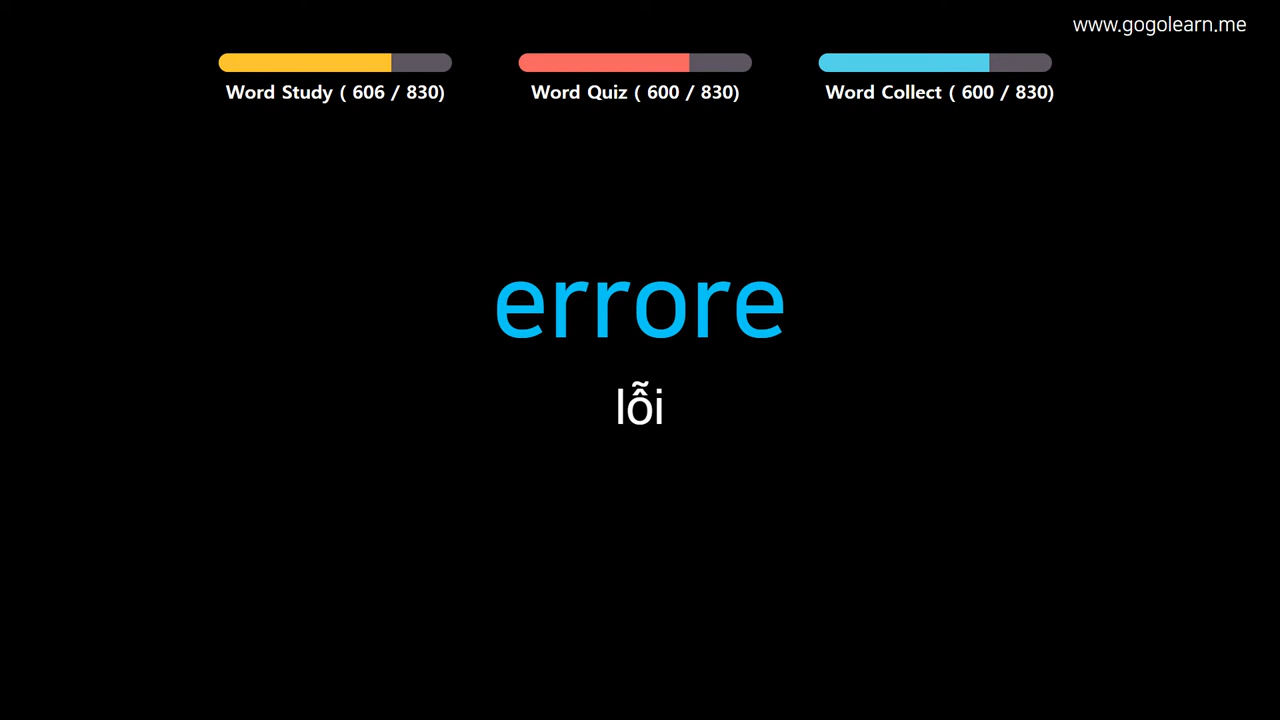 www.gogolearn.me
Word Study ( 606 / 830)
Word Quiz ( 600 / 830)
Word Collect ( 600 / 830)
errore
lỗi